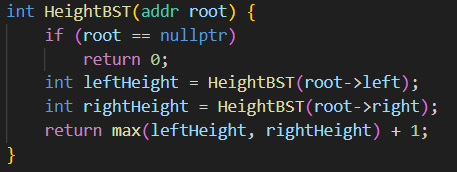 int HeightBST(addr root) {
    if (root == nullptr)
        return 0;
    int leftHeight = HeightBST(root->left);
    int rightHeight = HeightBST(root->right);
    return max(leftHeight, rightHeight) + 1;
}